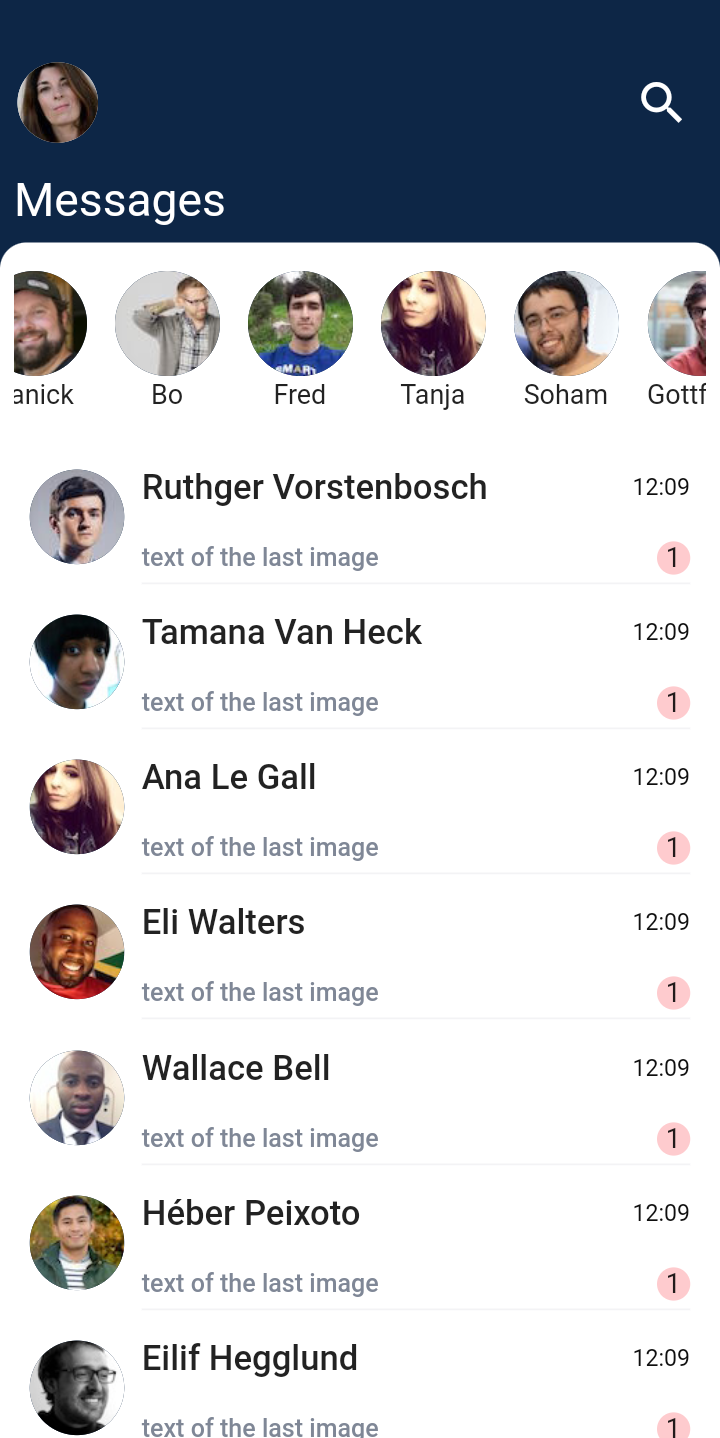 Messages
anick Bo Fred Tanja Soham Gottf
SMART
Ruthger Vorstenbosch 12:09
text of the last image 1
Tamana Van Heck 12:09
text of the last image 1
Ana Le Gall 12:09
text of the last image 1
Eli Walters 12:09
text of the last image 1
Wallace Bell 12:09
text of the last image 1
Héber Peixoto 12:09
text of the last image 1
Eilif Hegglund 12:09
text of the last image 1